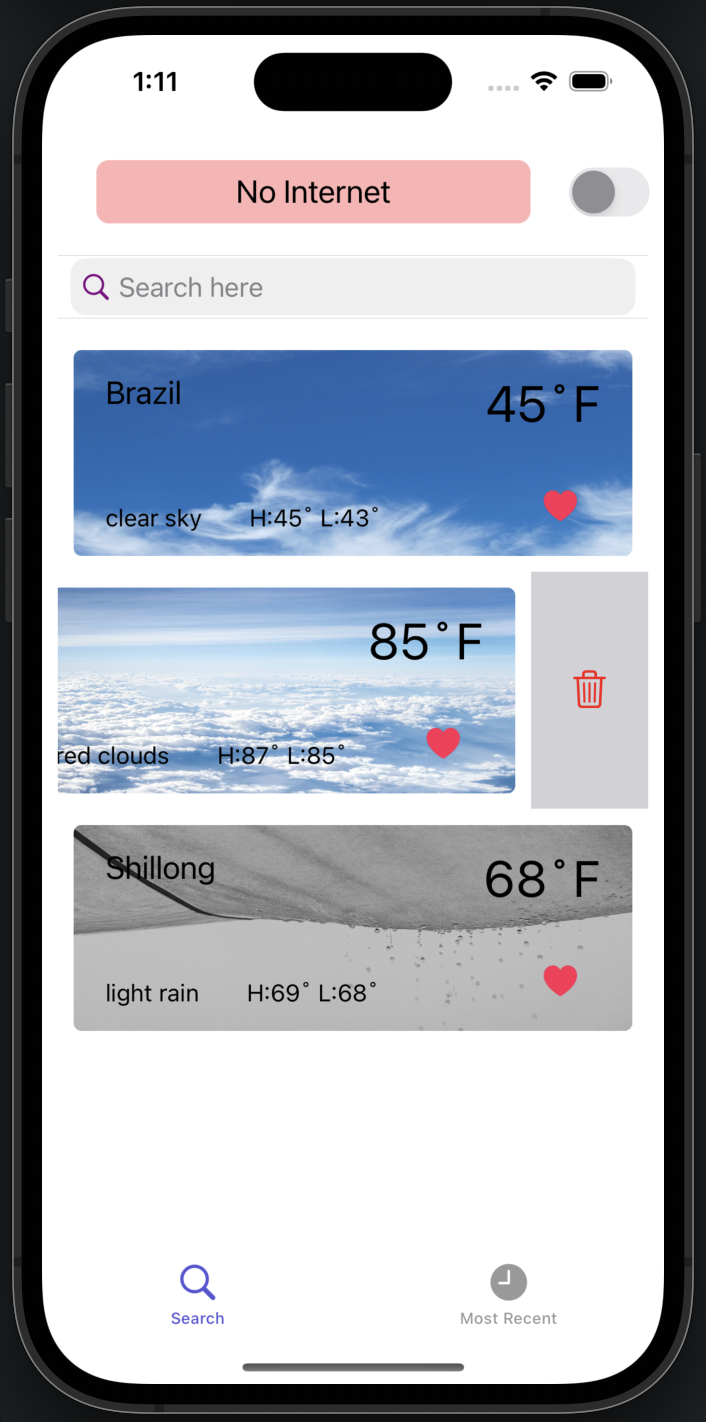 1:11
No Internet
Search here
Brazil
45°F
clear sky H:45° L:43°
85°F
red clouds H:87° L:85°
Shillong
68°F
light rain H:69° L:68°
Search
Most Recent